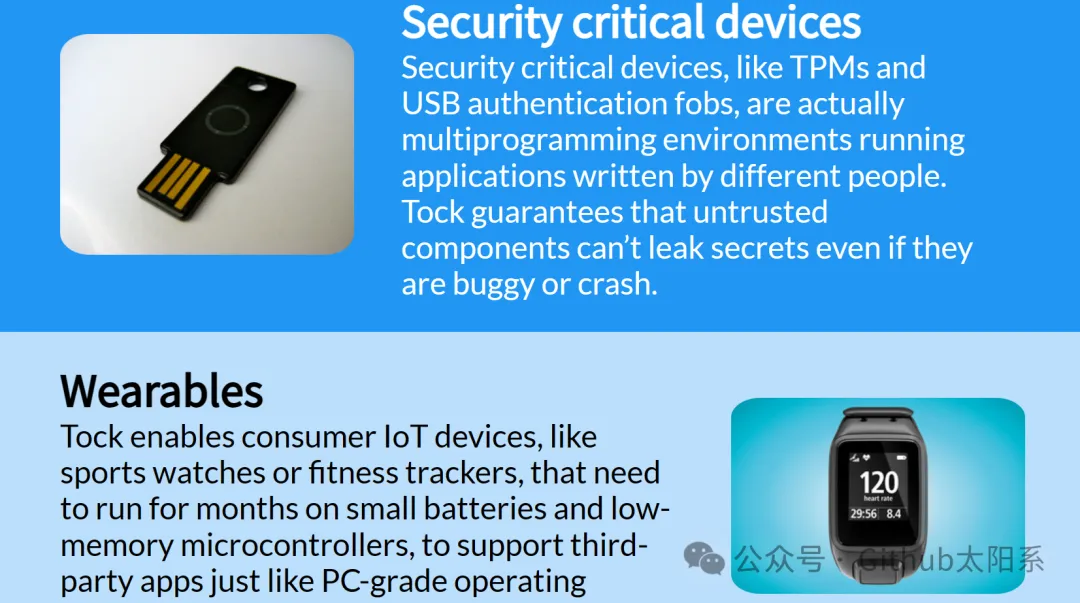 Security critical devices
Security critical devices, like TPMs and
USB authentication fobs, are actually
multiprogramming environments running
applications written by different people.
Tock guarantees that untrusted
components can’t leak secrets even if they
are buggy or crash.
Wearables
Tock enables consumer IoT devices, like
sports watches or fitness trackers, that need
to run for months on small batteries and low-
memory microcontrollers, to support third-
party apps just like PC-grade operating
120
heart rate
29:56 8.4
公众号 · Github太阳系